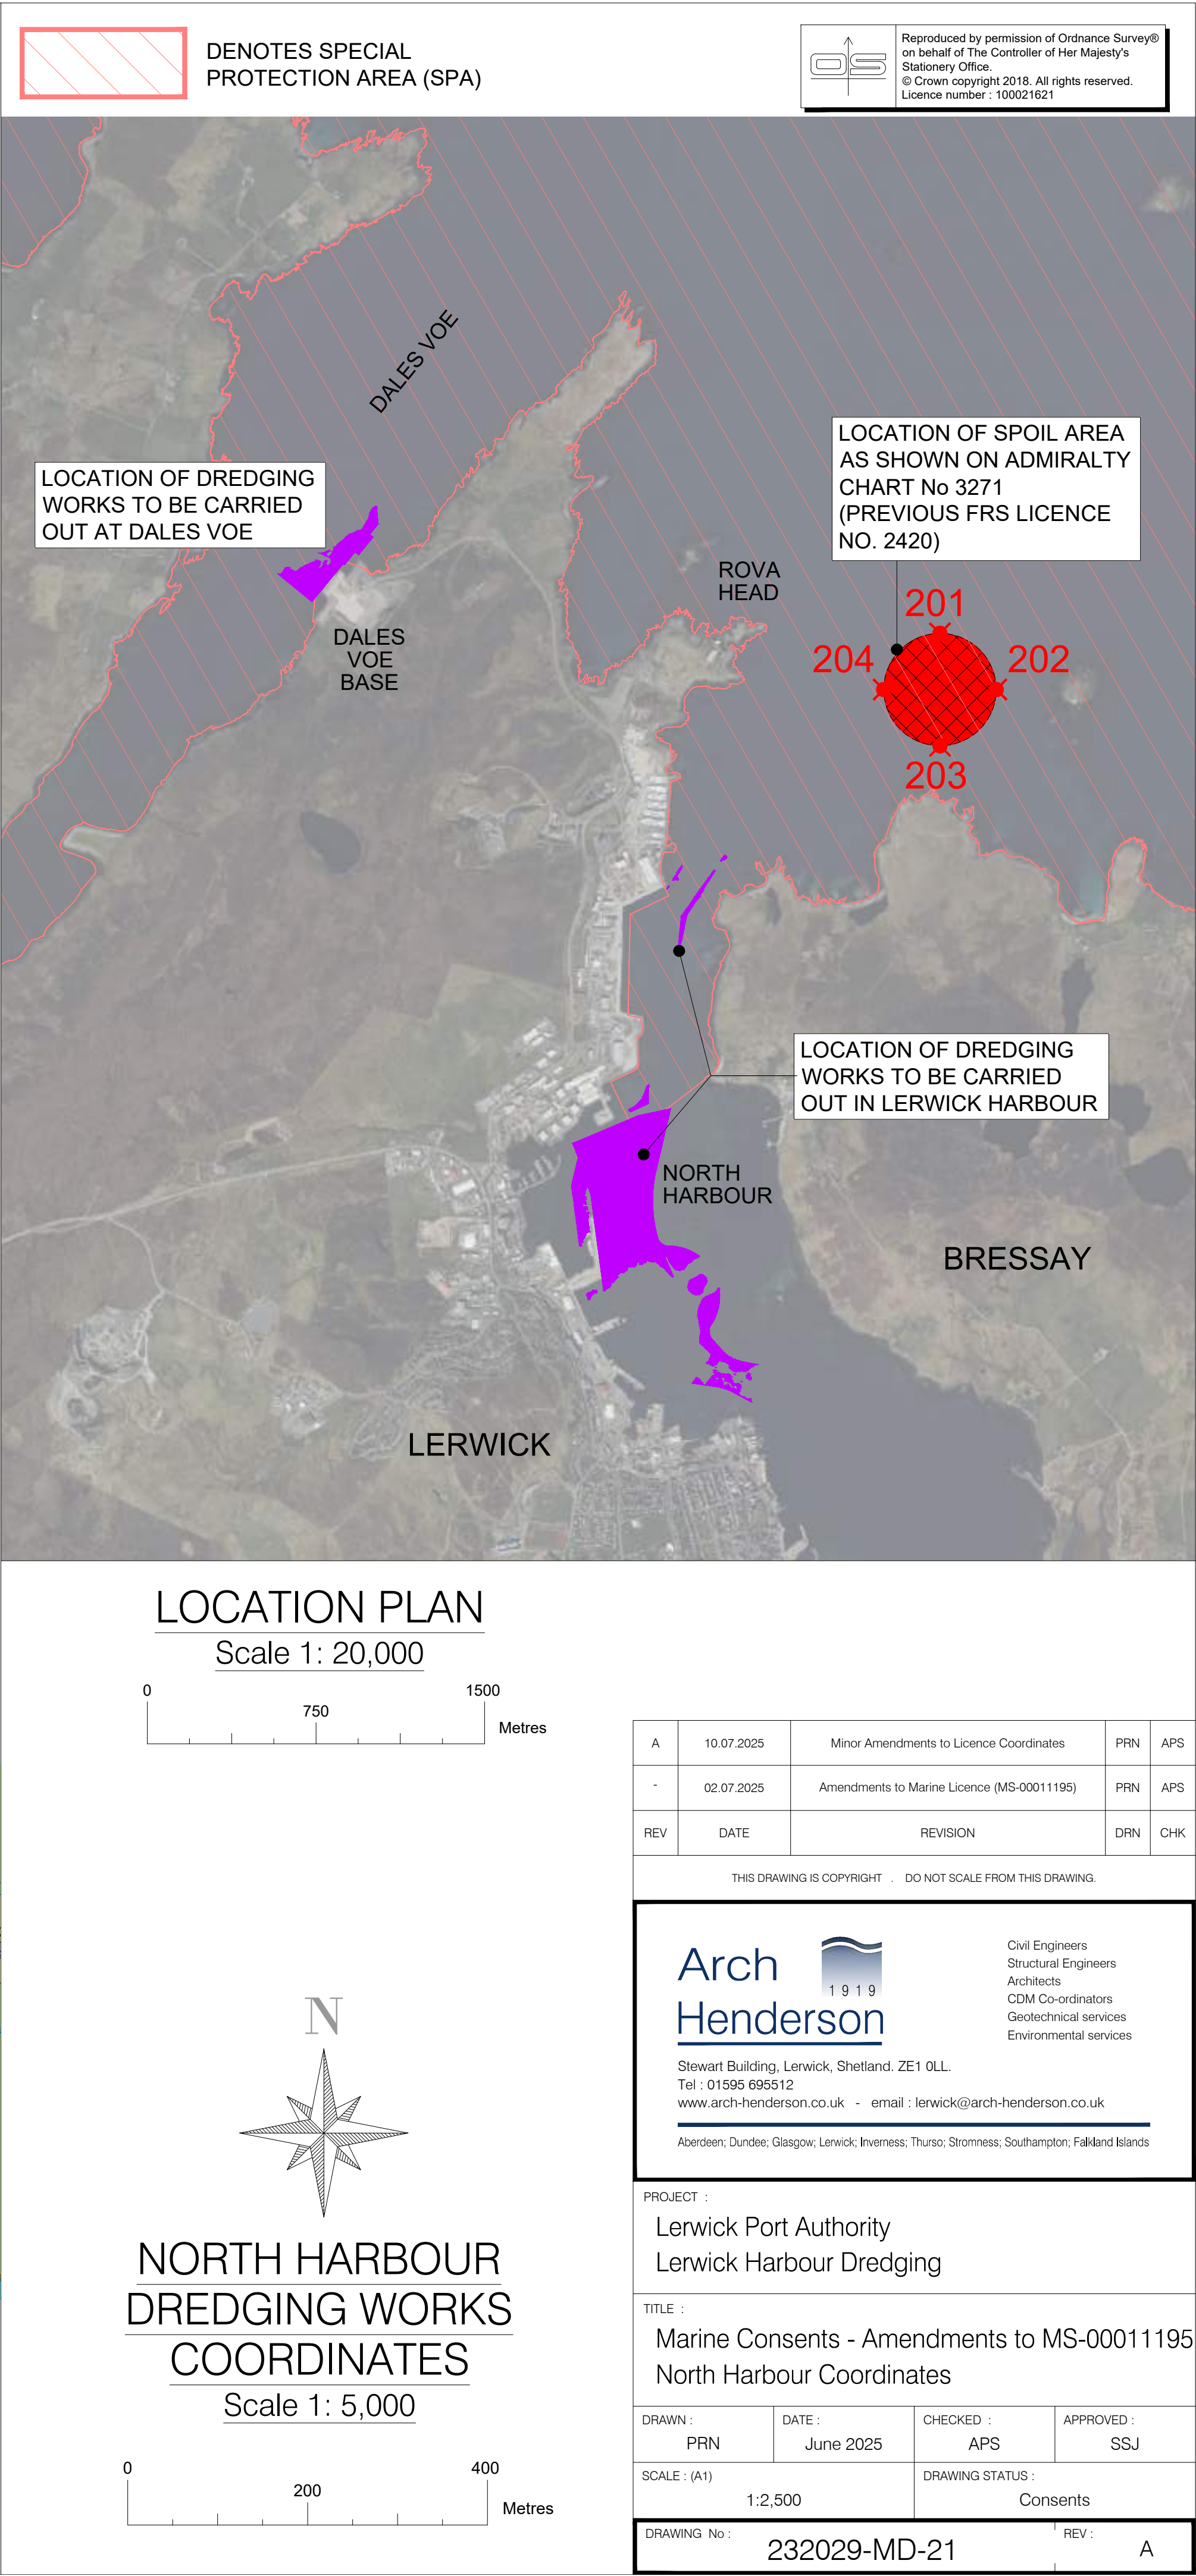 DENOTES SPECIAL
PROTECTION AREA (SPA)
OS
Reproduced by permission of Ordnance Survey®
on behalf of The Controller of Her Majesty's
Stationery Office.
© Crown copyright 2018. All rights reserved.
Licence number : 100021621
DALES VOE
LOCATION OF DREDGING
WORKS TO BE CARRIED
OUT AT DALES VOE
LOCATION OF SPOIL AREA
AS SHOWN ON ADMIRALTY
CHART No 3271
(PREVIOUS FRS LICENCE
NO. 2420)
ROVA
HEAD
201
204
202
203
DALES
VOE
BASE
LOCATION OF DREDGING
WORKS TO BE CARRIED
OUT IN LERWICK HARBOUR
NORTH
HARBOUR
BRESSAY
LERWICK
LOCATION PLAN
Scale 1: 20,000
0 750 1500
Metres
A 10.07.2025 Minor Amendments to Licence Coordinates PRN APS
- 02.07.2025 Amendments to Marine Licence (MS-00011195) PRN APS
REV DATE REVISION DRN CHK
THIS DRAWING IS COPYRIGHT . DO NOT SCALE FROM THIS DRAWING.
Arch
1919
Henderson
Civil Engineers
Structural Engineers
Architects
CDM Co-ordinators
Geotechnical services
Environmental services
Stewart Building, Lerwick, Shetland. ZE1 0LL.
Tel : 01595 695512
www.arch-henderson.co.uk - email : lerwick@arch-henderson.co.uk
Aberdeen; Dundee; Glasgow; Lerwick; Inverness; Thurso; Stromness; Southampton; Falkland Islands
N
NORTH HARBOUR
DREDGING WORKS
COORDINATES
Scale 1: 5,000
0 200 400
Metres
PROJECT :
Lerwick Port Authority
Lerwick Harbour Dredging
TITLE :
Marine Consents - Amendments to MS-00011195
North Harbour Coordinates
DRAWN : DATE : CHECKED : APPROVED :
PRN June 2025 APS SSJ
SCALE : (A1) DRAWING STATUS :
1:2,500 Consents
DRAWING No : REV :
232029-MD-21 A